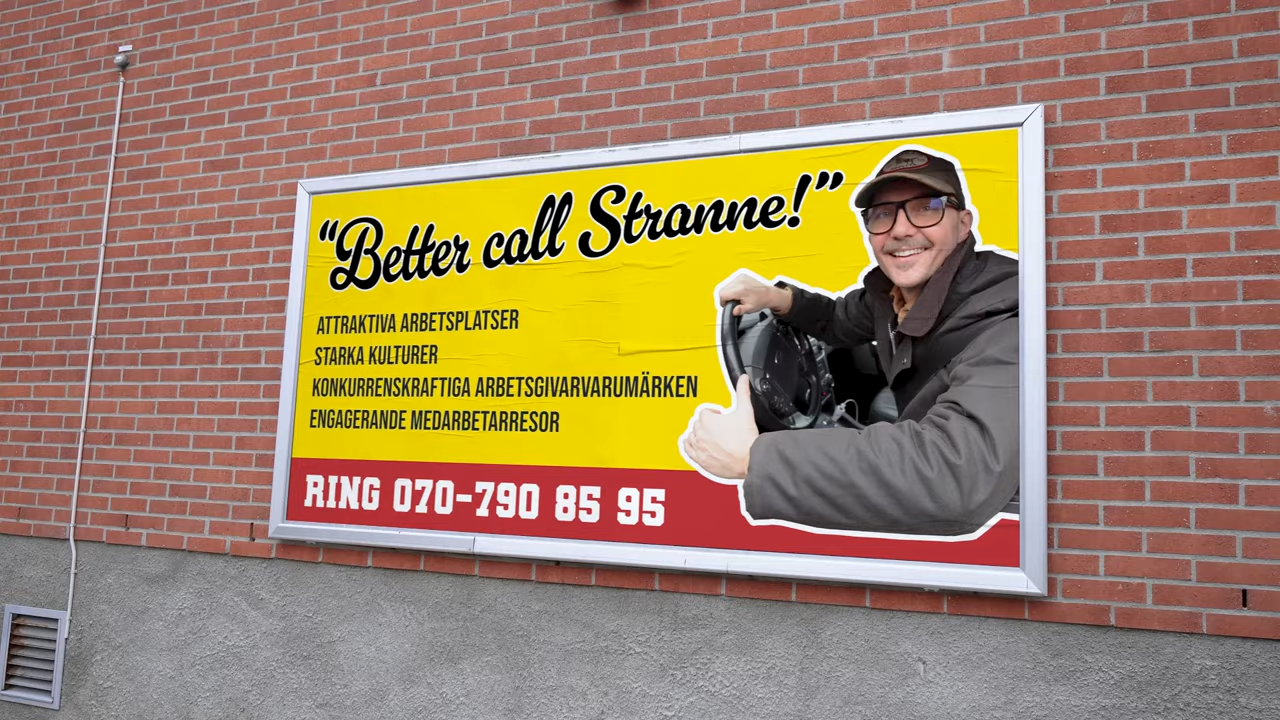 “Better call Stranne!”
ATTRAKTIVA ARBETSPLATSER
STARKA KULTURER
KONKURRENSKRAFTIGA ARBETSGIVARVARUMÄRKEN
ENGAGERANDE MEDARBETARRESOR
RING 070-790 85 95